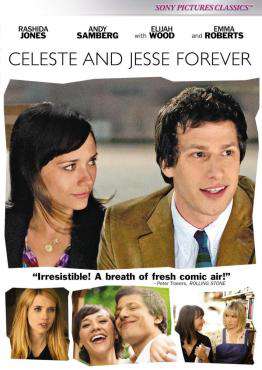 SONY PICTURES CLASSICS™
RASHIDA JONES
ANDY SAMBERG
with ELIJAH WOOD
and EMMA ROBERTS
CELESTE AND JESSE FOREVER
"Irresistible! A breath of fresh comic air!"
–Peter Travers, ROLLING STONE